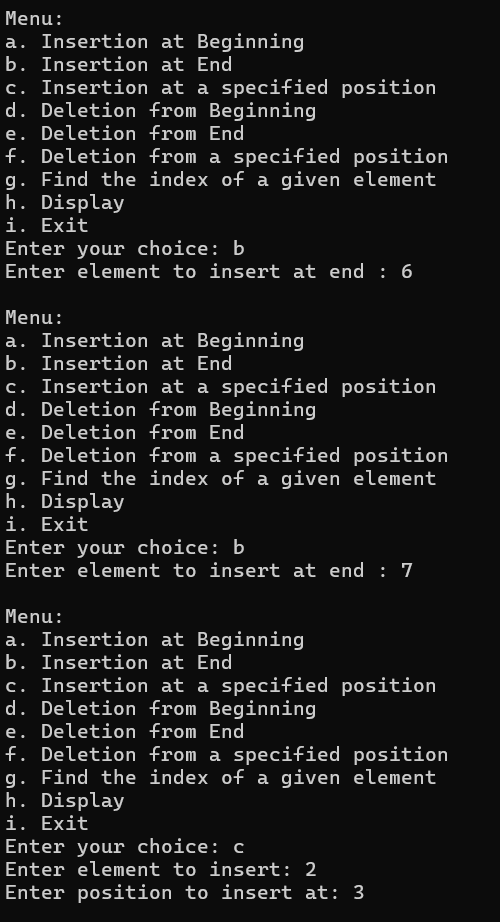 Menu:
a. Insertion at Beginning
b. Insertion at End
c. Insertion at a specified position
d. Deletion from Beginning
e. Deletion from End
f. Deletion from a specified position
g. Find the index of a given element
h. Display
i. Exit
Enter your choice: b
Enter element to insert at end : 6
Menu:
a. Insertion at Beginning
b. Insertion at End
c. Insertion at a specified position
d. Deletion from Beginning
e. Deletion from End
f. Deletion from a specified position
g. Find the index of a given element
h. Display
i. Exit
Enter your choice: b
Enter element to insert at end : 7
Menu:
a. Insertion at Beginning
b. Insertion at End
c. Insertion at a specified position
d. Deletion from Beginning
e. Deletion from End
f. Deletion from a specified position
g. Find the index of a given element
h. Display
i. Exit
Enter your choice: c
Enter element to insert: 2
Enter position to insert at: 3